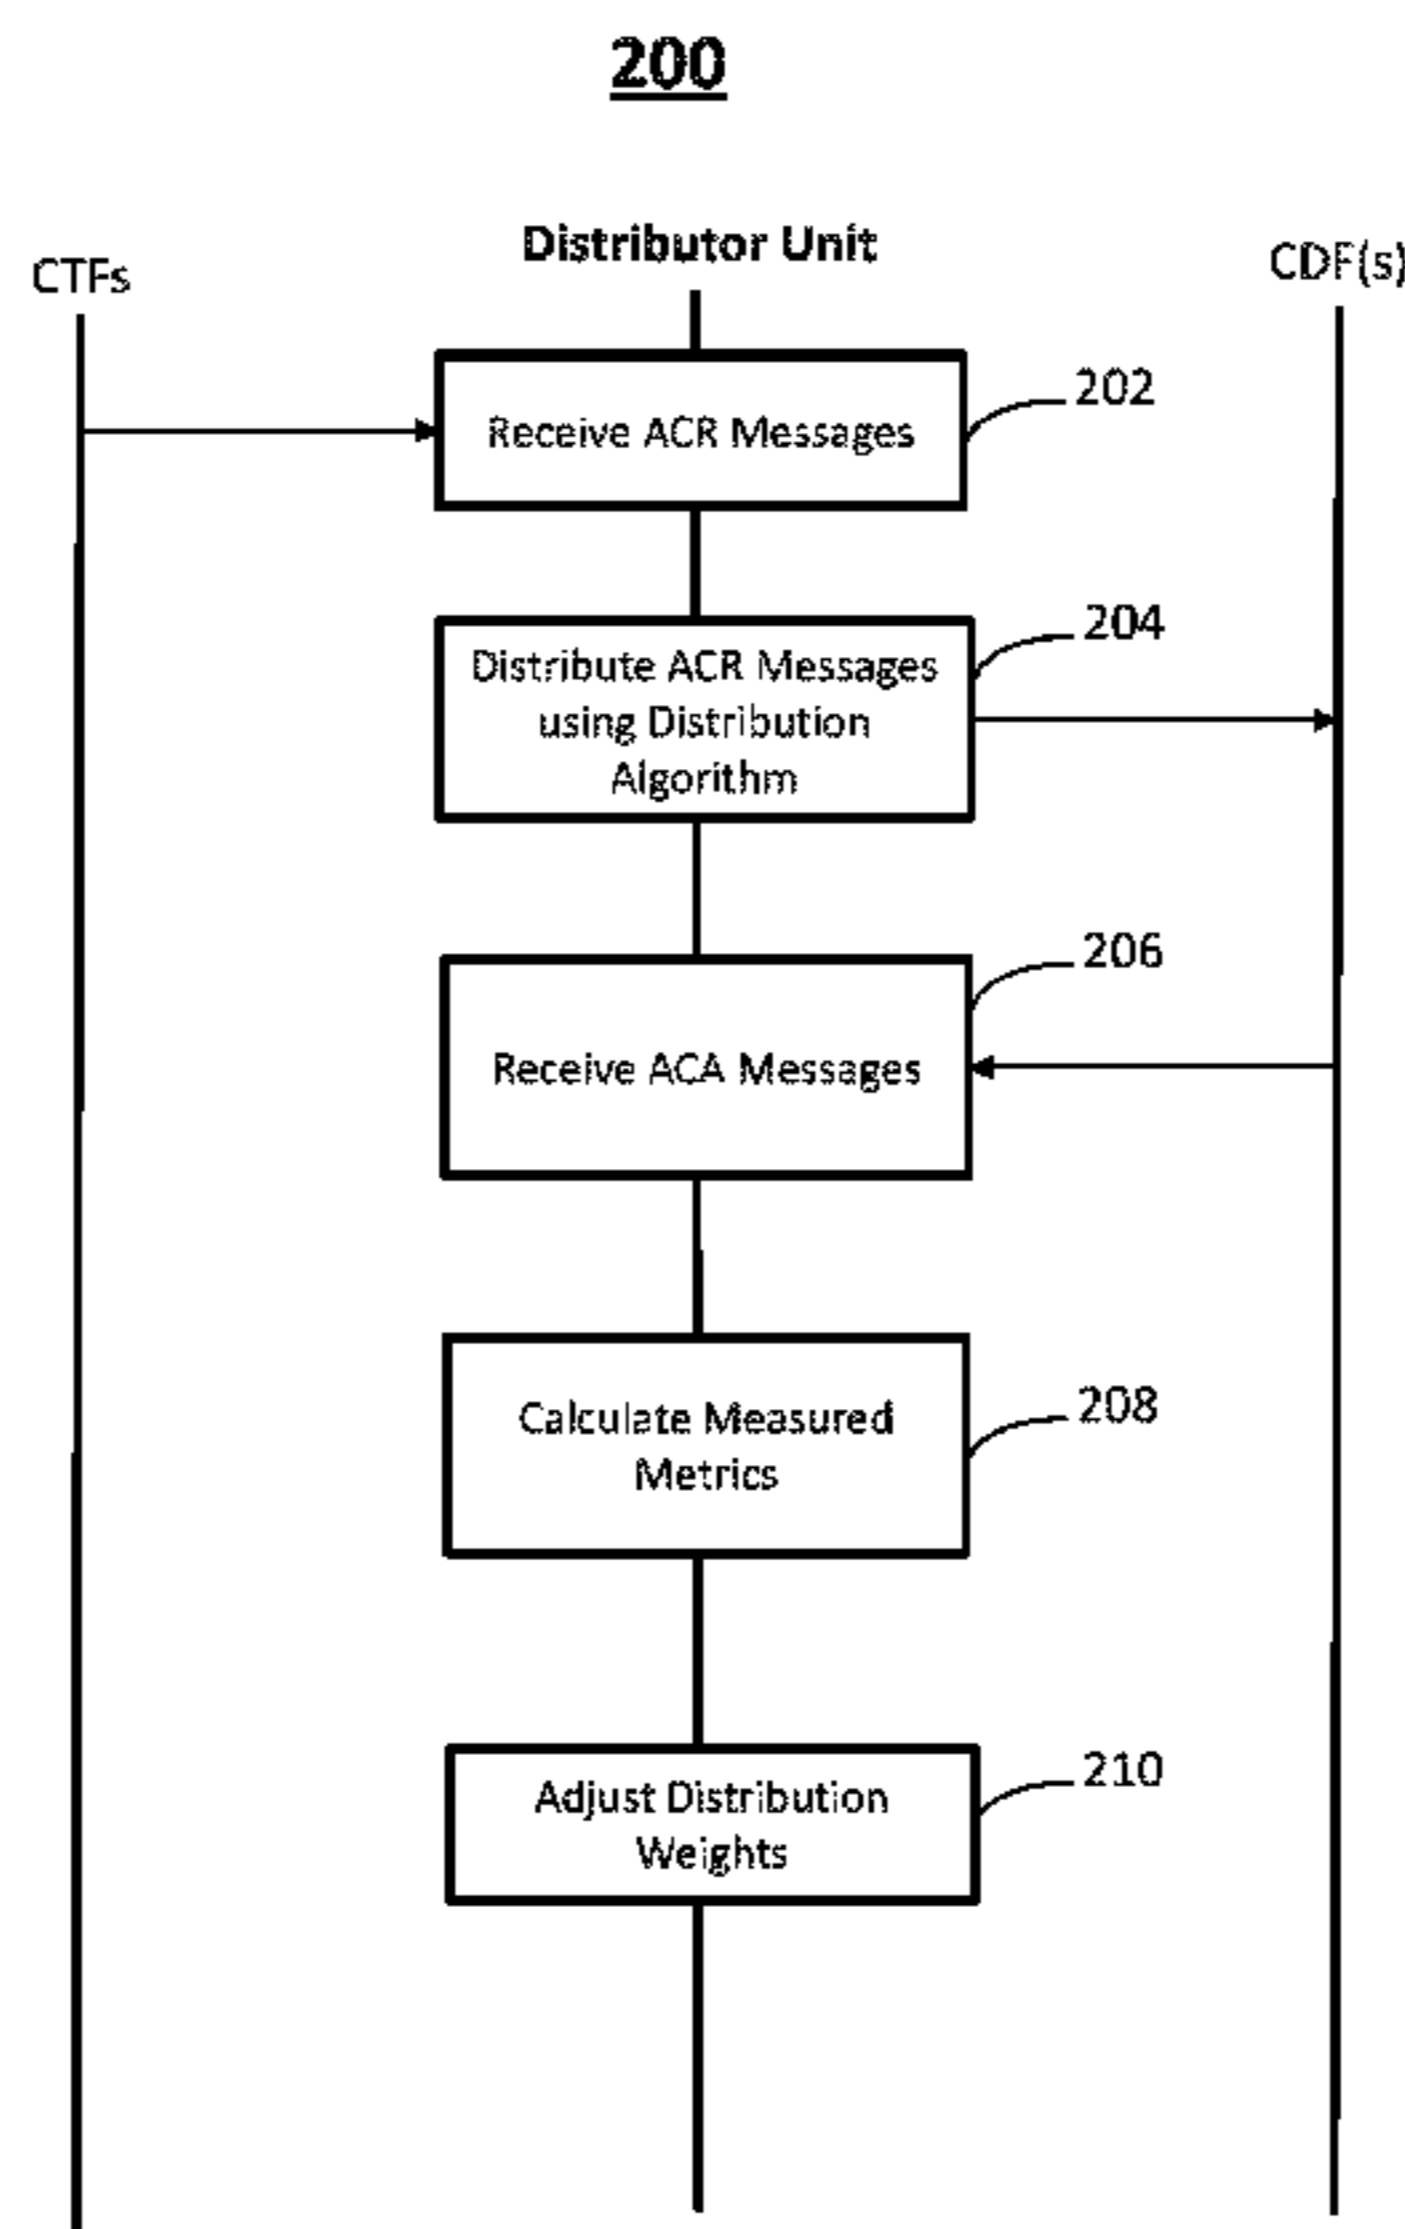 200
Distributor Unit
CTFs
CDF(s)
Receive ACR Messages
202
Distribute ACR Messages
using Distribution
Algorithm
204
Receive ACA Messages
206
Calculate Measured
Metrics
208
Adjust Distribution
Weights
210